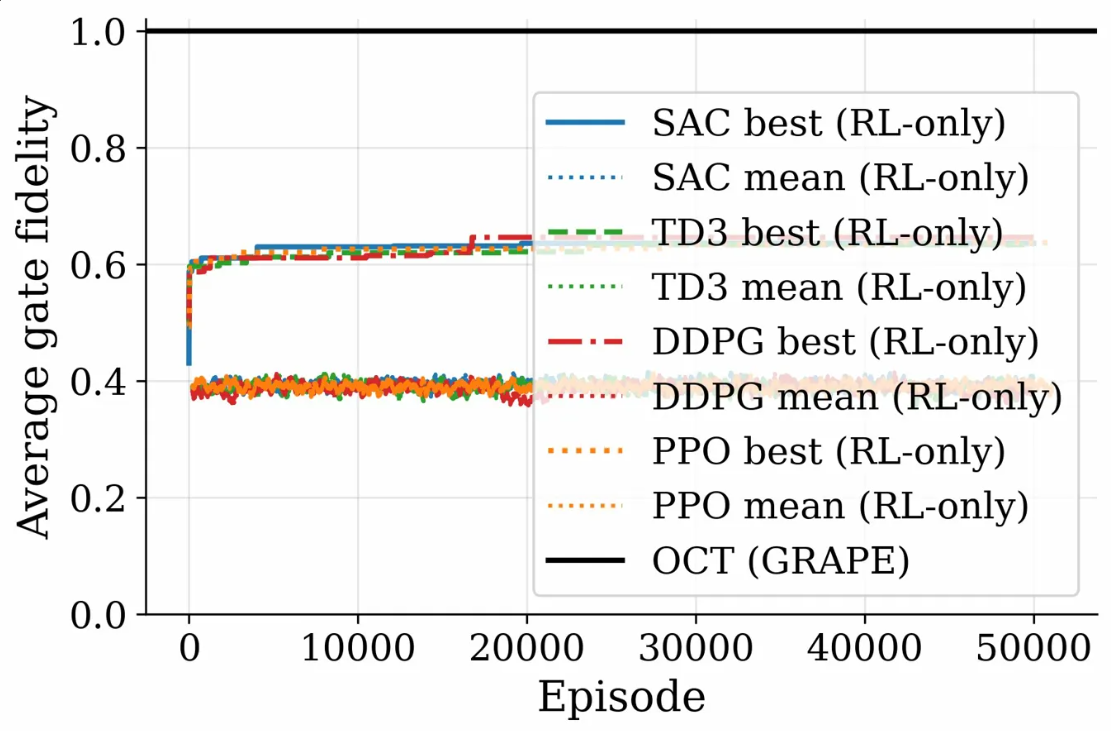 1.0
0.8
0.6
0.4
0.2
0.0
Average gate fidelity
SAC best (RL-only)
SAC mean (RL-only)
TD3 best (RL-only)
TD3 mean (RL-only)
DDPG best (RL-only)
DDPG mean (RL-only)
PPO best (RL-only)
PPO mean (RL-only)
OCT (GRAPE)
0 10000 20000 30000 40000 50000
Episode